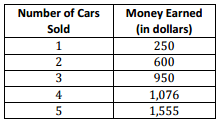 Number of Cars Sold | Money Earned (in dollars)
1 | 250
2 | 600
3 | 950
4 | 1,076
5 | 1,555